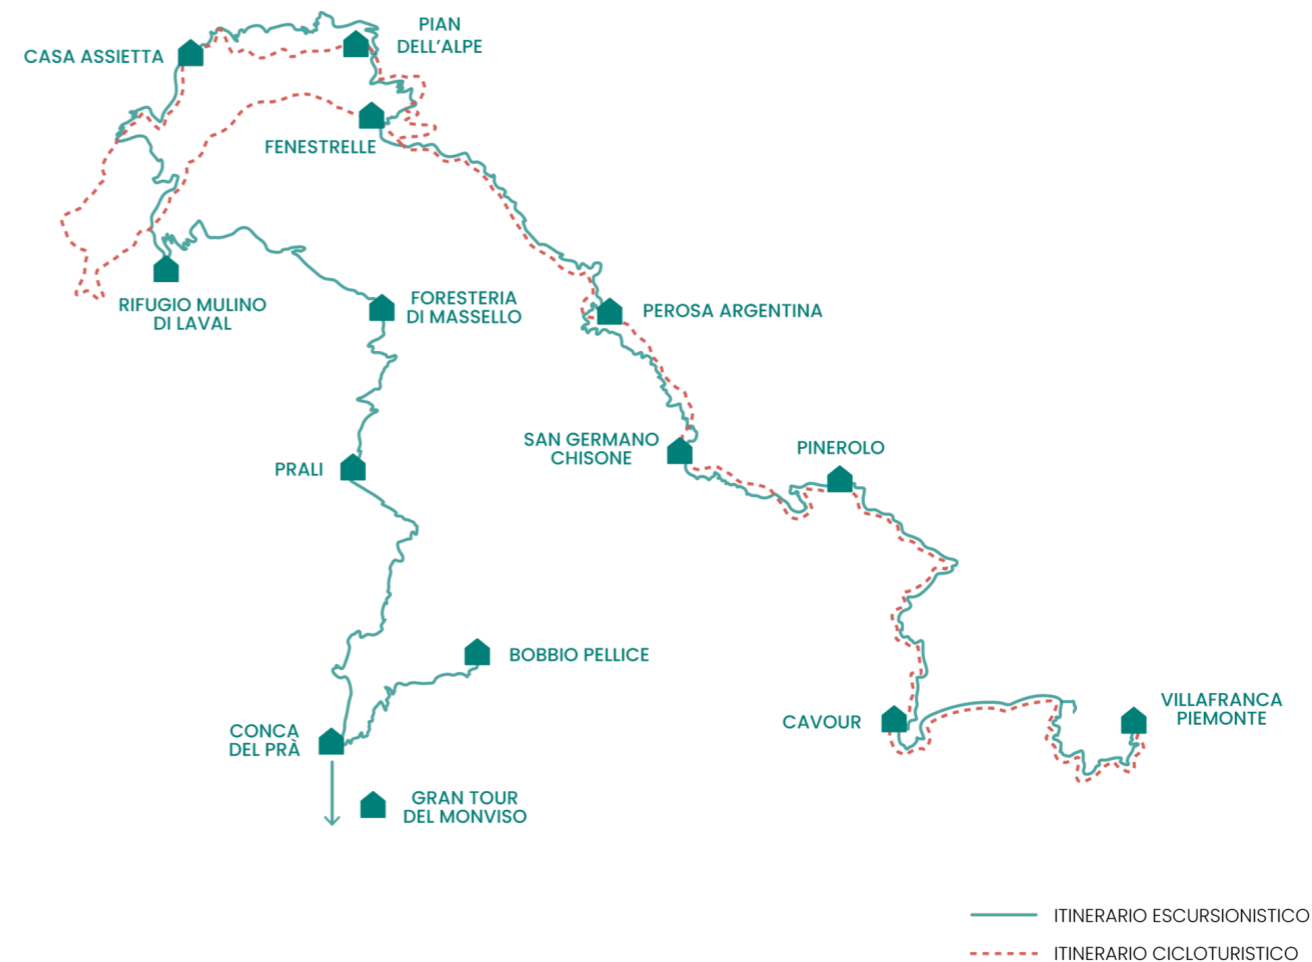 PIAN
DELL'ALPE
CASA ASSIETTA
FENESTRELLE
RIFUGIO MULINO
DI LAVAL
FORESTERIA
DI MASSELLO
PEROSA ARGENTINA
SAN GERMANO
CHISONE
PINEROLO
PRALI
BOBBIO PELLICE
VILLAFRANCA
PIEMONTE
CAVOUR
CONCA
DEL PRÀ
GRAN TOUR
DEL MONVISO
ITINERARIO ESCURSIONISTICO
ITINERARIO CICLOTURISTICO